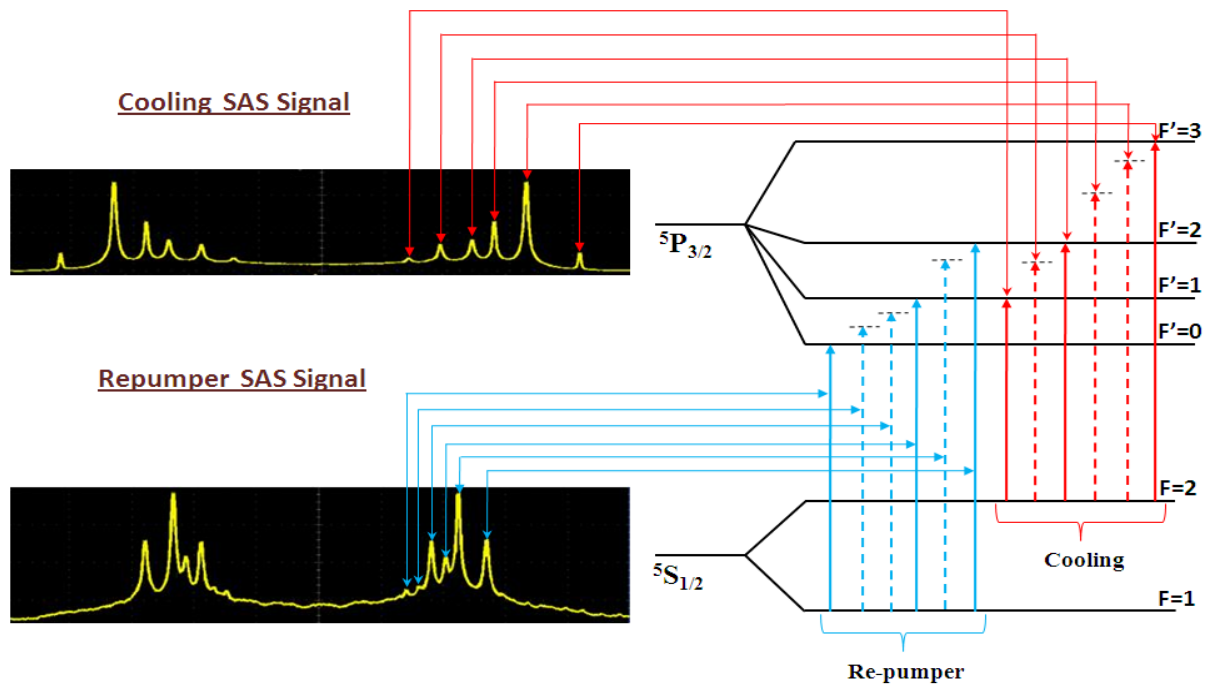 Cooling SAS Signal
F'=3
⁵P₃/₂
F'=2
F'=1
F'=0
Repumper SAS Signal
F=2
Cooling
⁵S₁/₂
F=1
Re-pumper